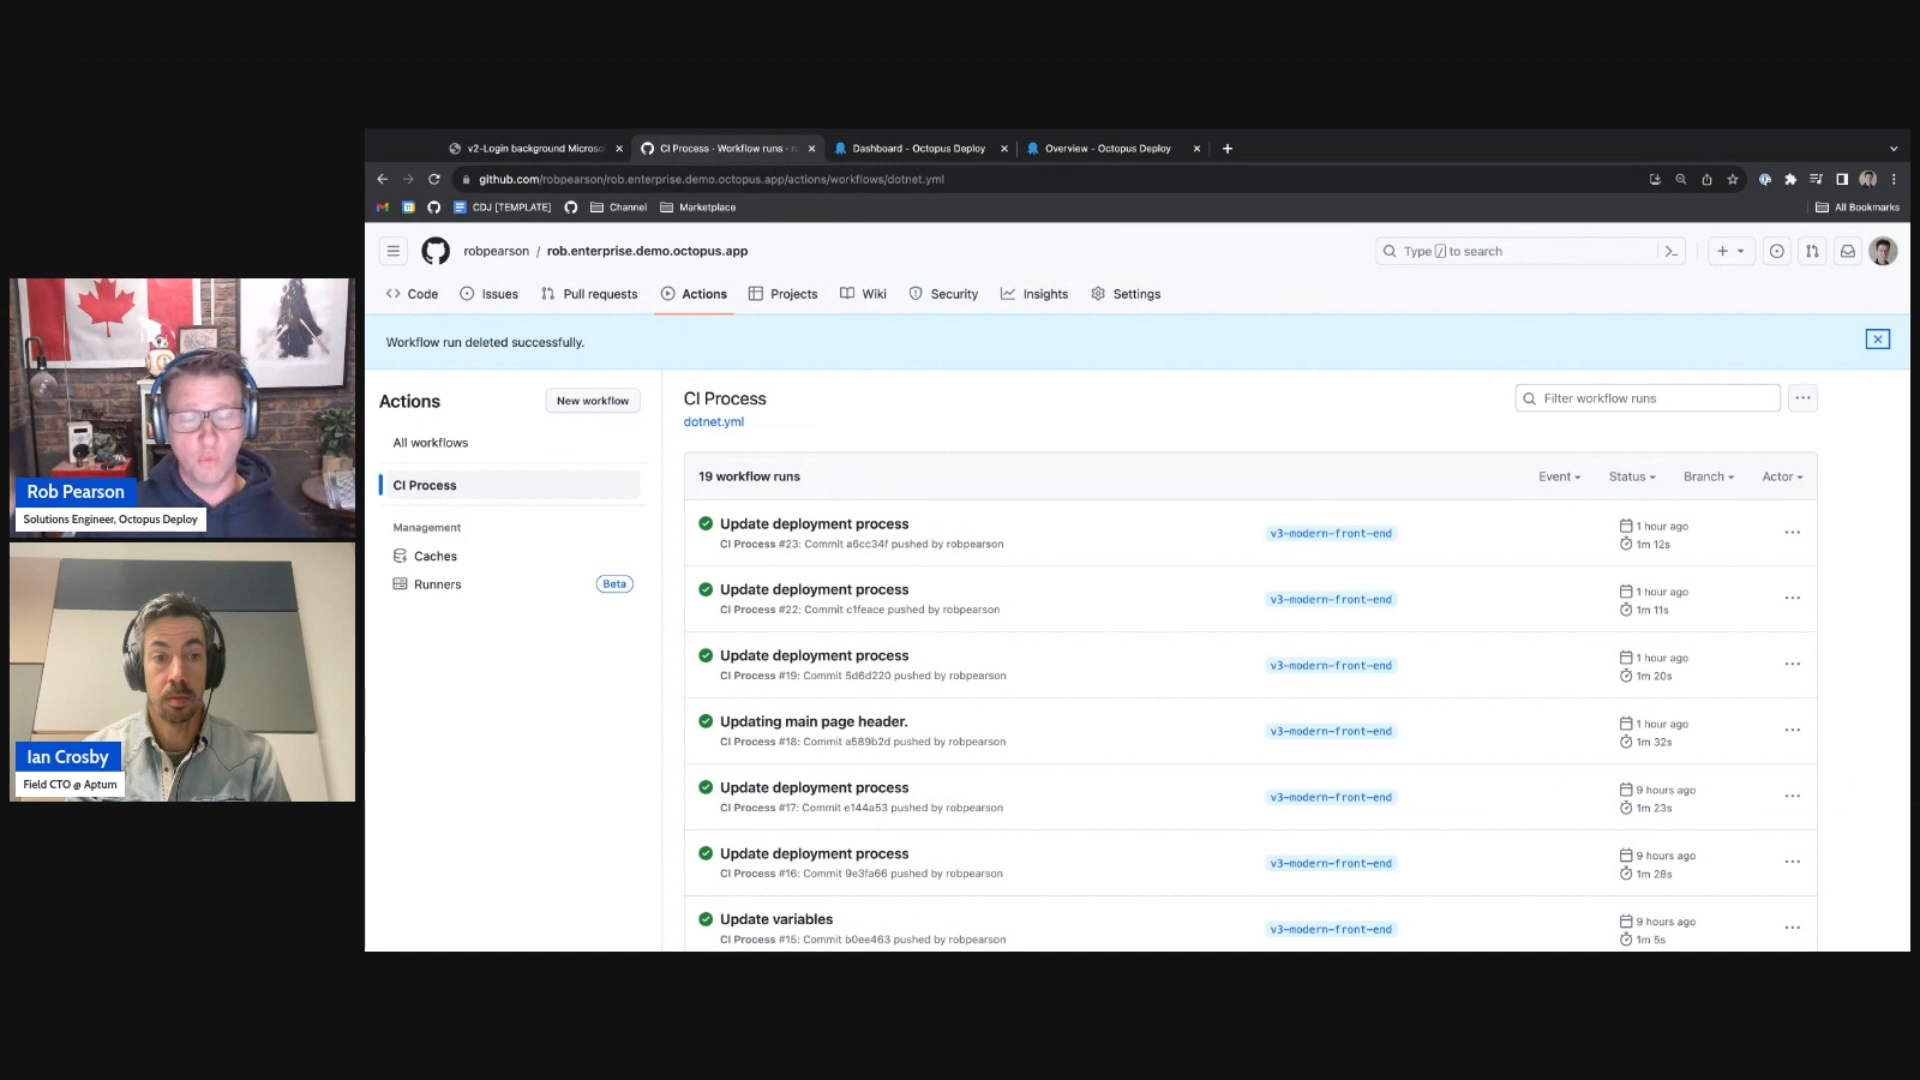 v2-Login background Microso
CI Process · Workflow runs ·
Dashboard - Octopus Deploy
Overview - Octopus Deploy
github.com/robpearson/rob.enterprise.demo.octopus.app/actions/workflows/dotnet.yml
CDJ [TEMPLATE]
Channel
Marketplace
All Bookmarks
robpearson / rob.enterprise.demo.octopus.app
Type / to search
Code
Issues
Pull requests
Actions
Projects
Wiki
Security
Insights
Settings
Workflow run deleted successfully.
Actions
New workflow
All workflows
CI Process
Management
Caches
Runners
Beta
CI Process
dotnet.yml
Filter workflow runs
19 workflow runs
Event
Status
Branch
Actor
Update deployment process
CI Process #23: Commit a6cc34f pushed by robpearson
v3-modern-front-end
1 hour ago
1m 12s
Update deployment process
CI Process #22: Commit c1feace pushed by robpearson
v3-modern-front-end
1 hour ago
1m 11s
Update deployment process
CI Process #19: Commit 5d6d220 pushed by robpearson
v3-modern-front-end
1 hour ago
1m 20s
Updating main page header.
CI Process #18: Commit a589b2d pushed by robpearson
v3-modern-front-end
1 hour ago
1m 32s
Update deployment process
CI Process #17: Commit e144a53 pushed by robpearson
v3-modern-front-end
9 hours ago
1m 23s
Update deployment process
CI Process #16: Commit 9e3fa66 pushed by robpearson
v3-modern-front-end
9 hours ago
1m 28s
Update variables
CI Process #15: Commit b0ee463 pushed by robpearson
v3-modern-front-end
9 hours ago
1m 5s
Rob Pearson
Solutions Engineer, Octopus Deploy
Ian Crosby
Field CTO @ Aptum